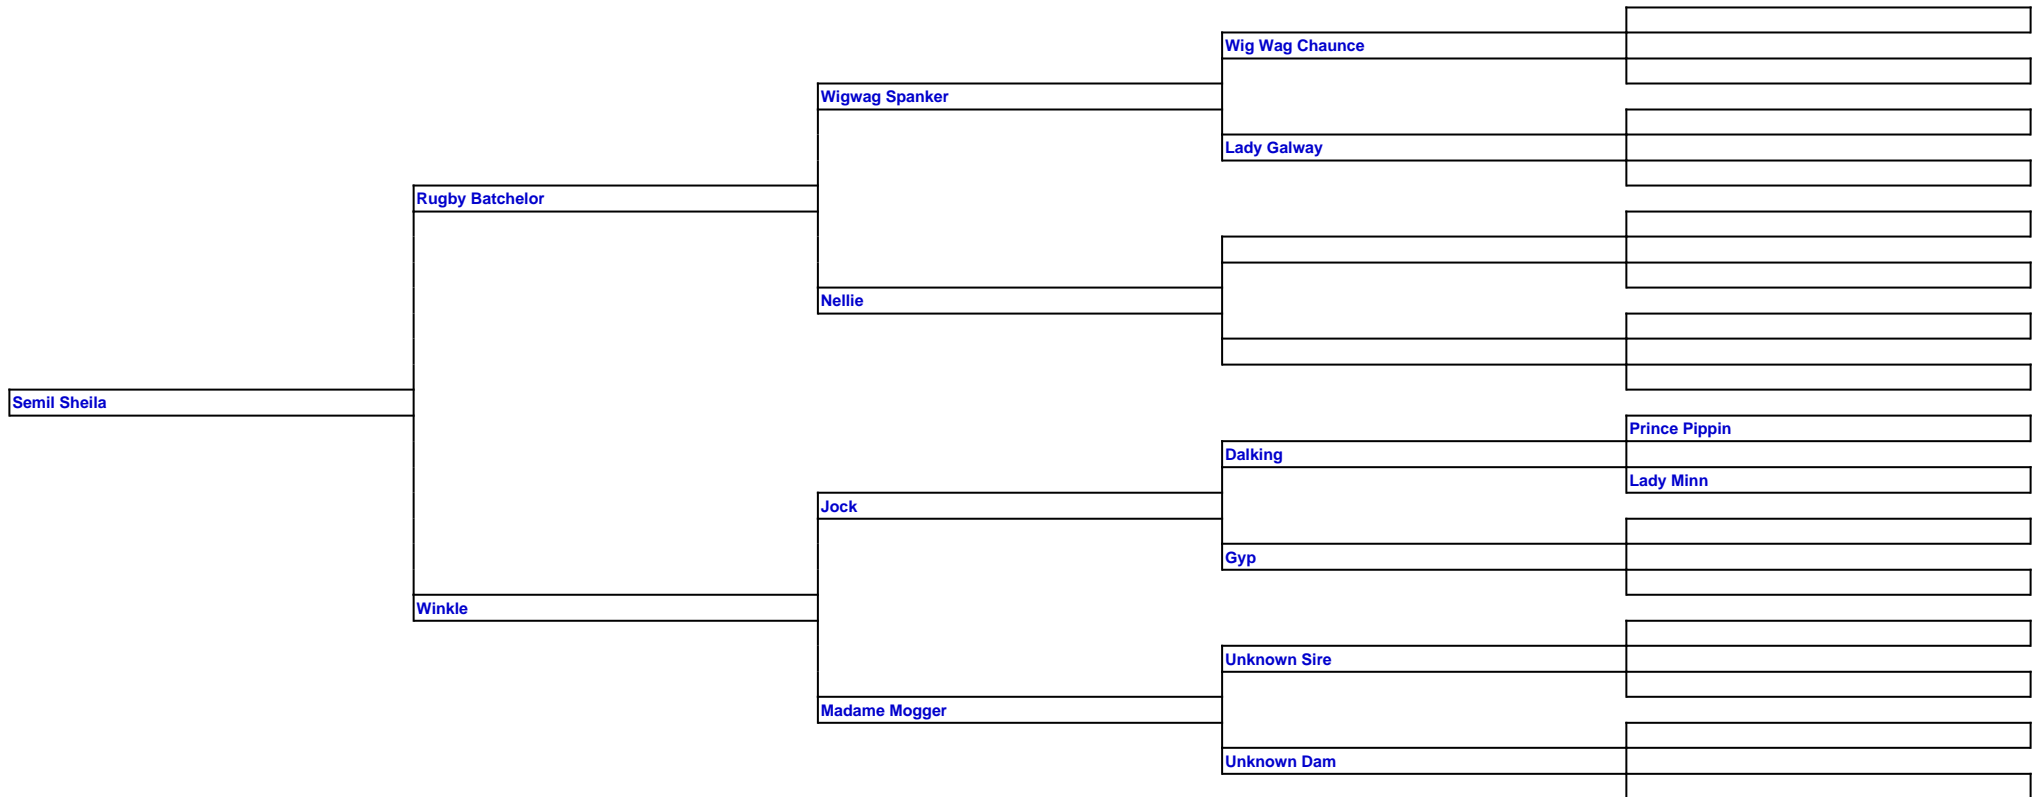 Wig Wag Chaunce
Wigwag Spanker
Lady Galway
Rugby Batchelor
Nellie
Semil Sheila
Prince Pippin
Dalking
Lady Minn
Jock
Gyp
Winkle
Unknown Sire
Madame Mogger
Unknown Dam